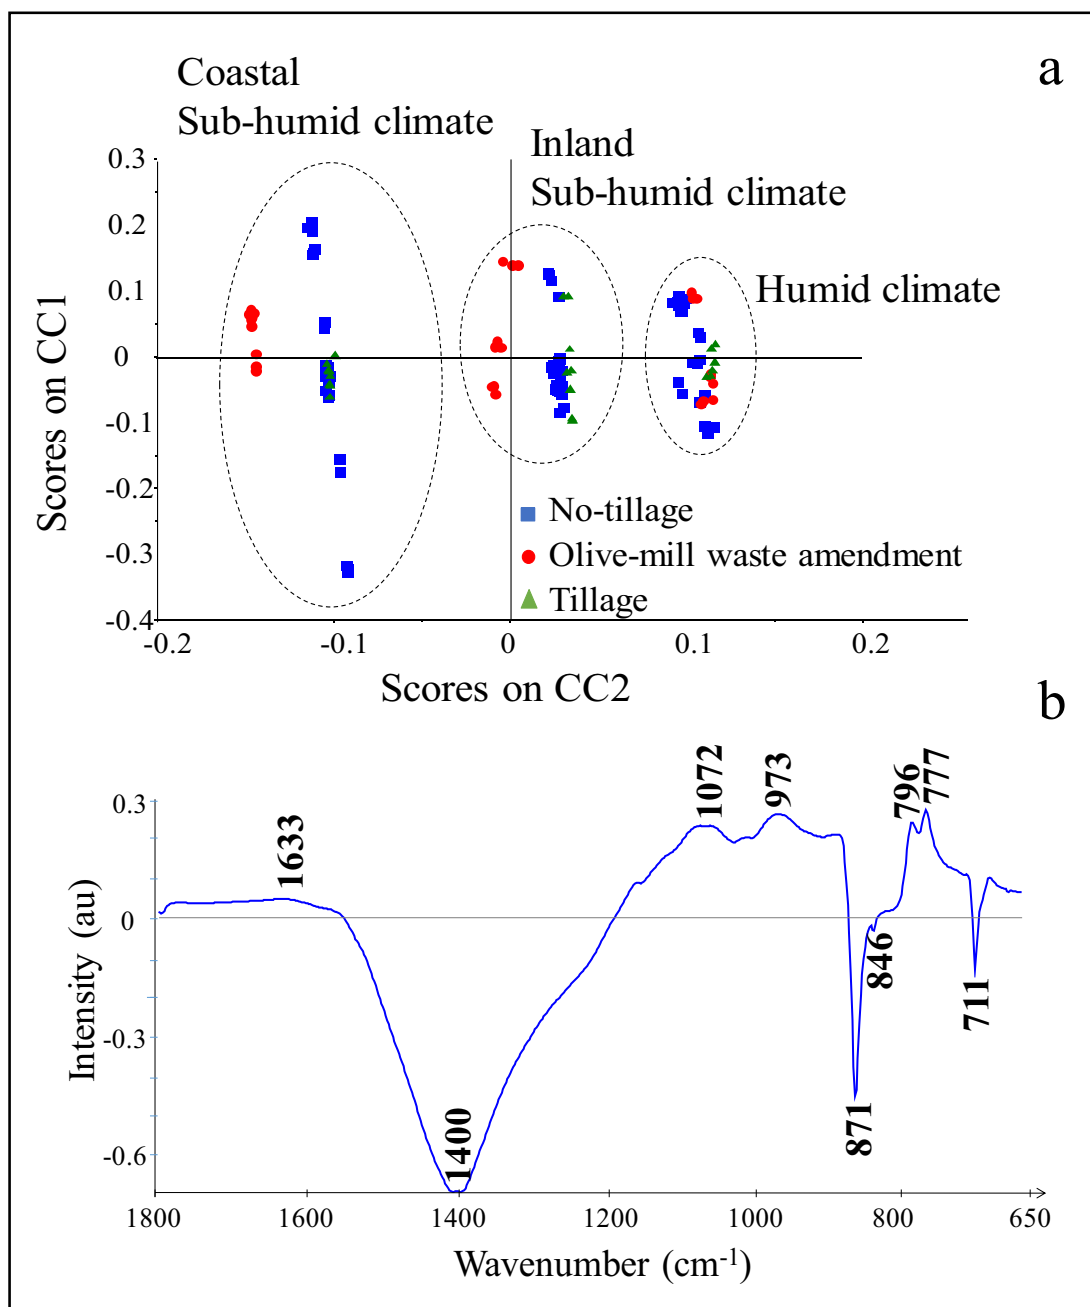 a
Coastal
Sub-humid climate
Inland
Sub-humid climate
Humid climate
0.3
0.2
0.1
0
-0.1
-0.2
-0.3
-0.4
Scores on CC1
No-tillage
Olive-mill waste amendment
Tillage
-0.2
-0.1
0
0.1
0.2
Scores on CC2
b
1633
1400
1072
973
871
846
796
777
711
0.3
0
-0.3
-0.6
Intensity (au)
1800
1600
1400
1200
1000
800
650
Wavenumber (cm⁻¹)